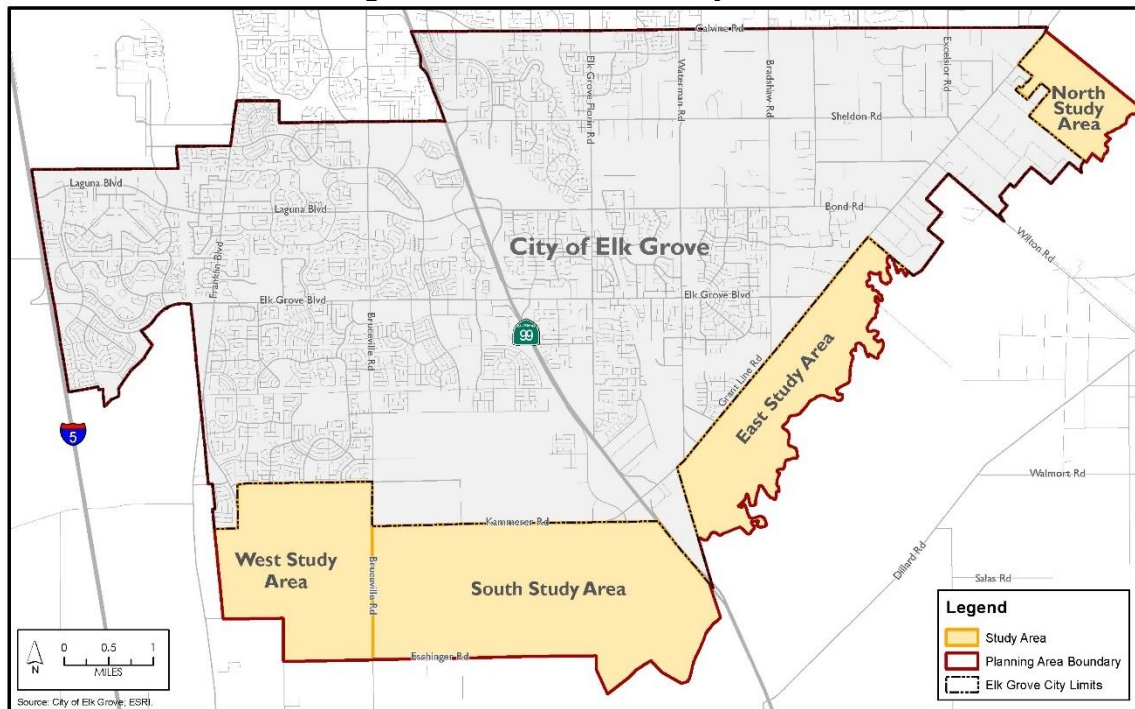 Calvine Rd
Elk Grove Florin Rd
Waterman Rd
Bradshaw Rd
Excelsior Rd
Bruceville Rd
North
Study
Area
Sheldon Rd
Laguna Blvd
Laguna Blvd
Bond Rd
Wilton Rd
City of Elk Grove
Franklin Blvd
Elk Grove Blvd
Elk Grove Blvd
Bruceville Rd
99
Grant Line Rd
East Study Area
5
Walmort Rd
Kammerer Rd
West Study
Area
Bruceville Rd
South Study Area
Dillard Rd
Salas Rd
Eschinger Rd
Legend
Study Area
Planning Area Boundary
Elk Grove City Limits
N
0 0.5 1
MILES
Source: City of Elk Grove, ESRI.